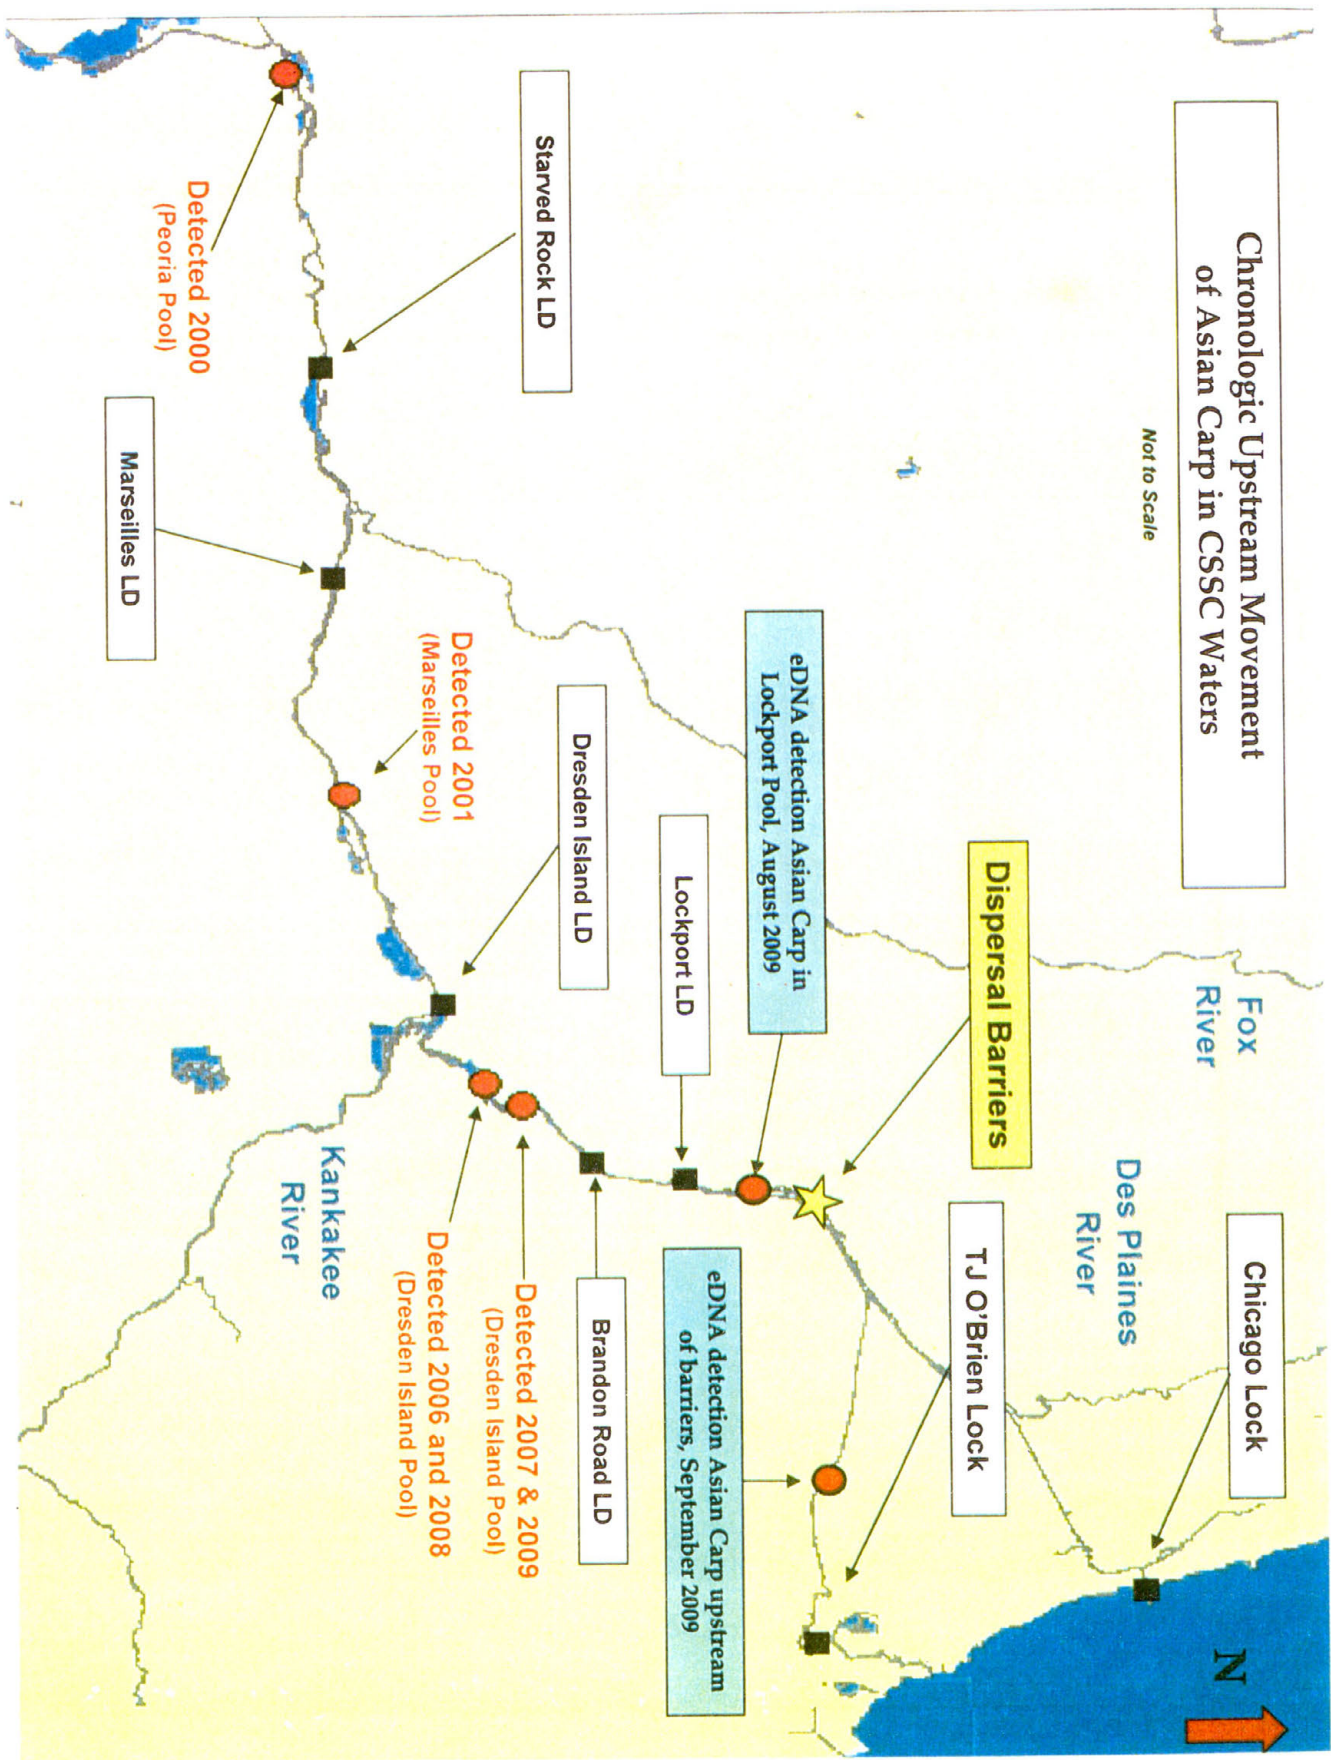 Chronologic Upstream Movement
of Asian Carp in CSSC Waters
Not to Scale
Fox
River
Des Plaines
River
Chicago Lock
N
Dispersal Barriers
TJ O'Brien Lock
eDNA detection Asian Carp in
Lockport Pool, August 2009
eDNA detection Asian Carp upstream
of barriers, September 2009
Lockport LD
Brandon Road LD
Dresden Island LD
Starved Rock LD
Detected 2007 & 2009
(Dresden Island Pool)
Detected 2006 and 2008
(Dresden Island Pool)
Detected 2001
(Marseilles Pool)
Kankakee
River
Detected 2000
(Peoria Pool)
Marseilles LD